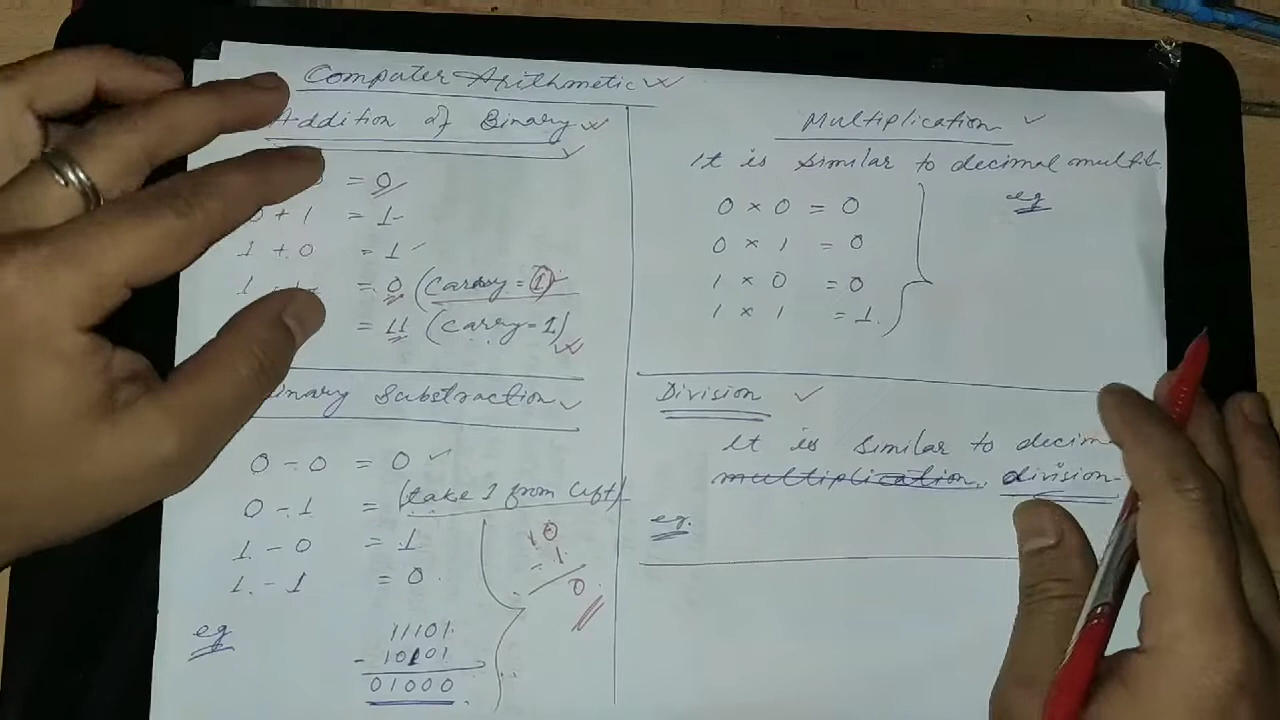 Computer Arithmetic
Addition of Binary
= 0
0 + 1 = 1
1 + 0 = 1
= 0 (Carry = 1)
= 11 (Carry = 1)
Binary Substraction
0 - 0 = 0
0 - 1 = (take 1 from left)
1 - 0 = 1
1 - 1 = 0
10
- 1
0
eg
11101
- 10101
01000
Multiplication
It is similar to decimal multi.
eg
0 × 0 = 0
0 × 1 = 0
1 × 0 = 0
1 × 1 = 1.
Division
It is similar to decim
multiplication. division
eg.